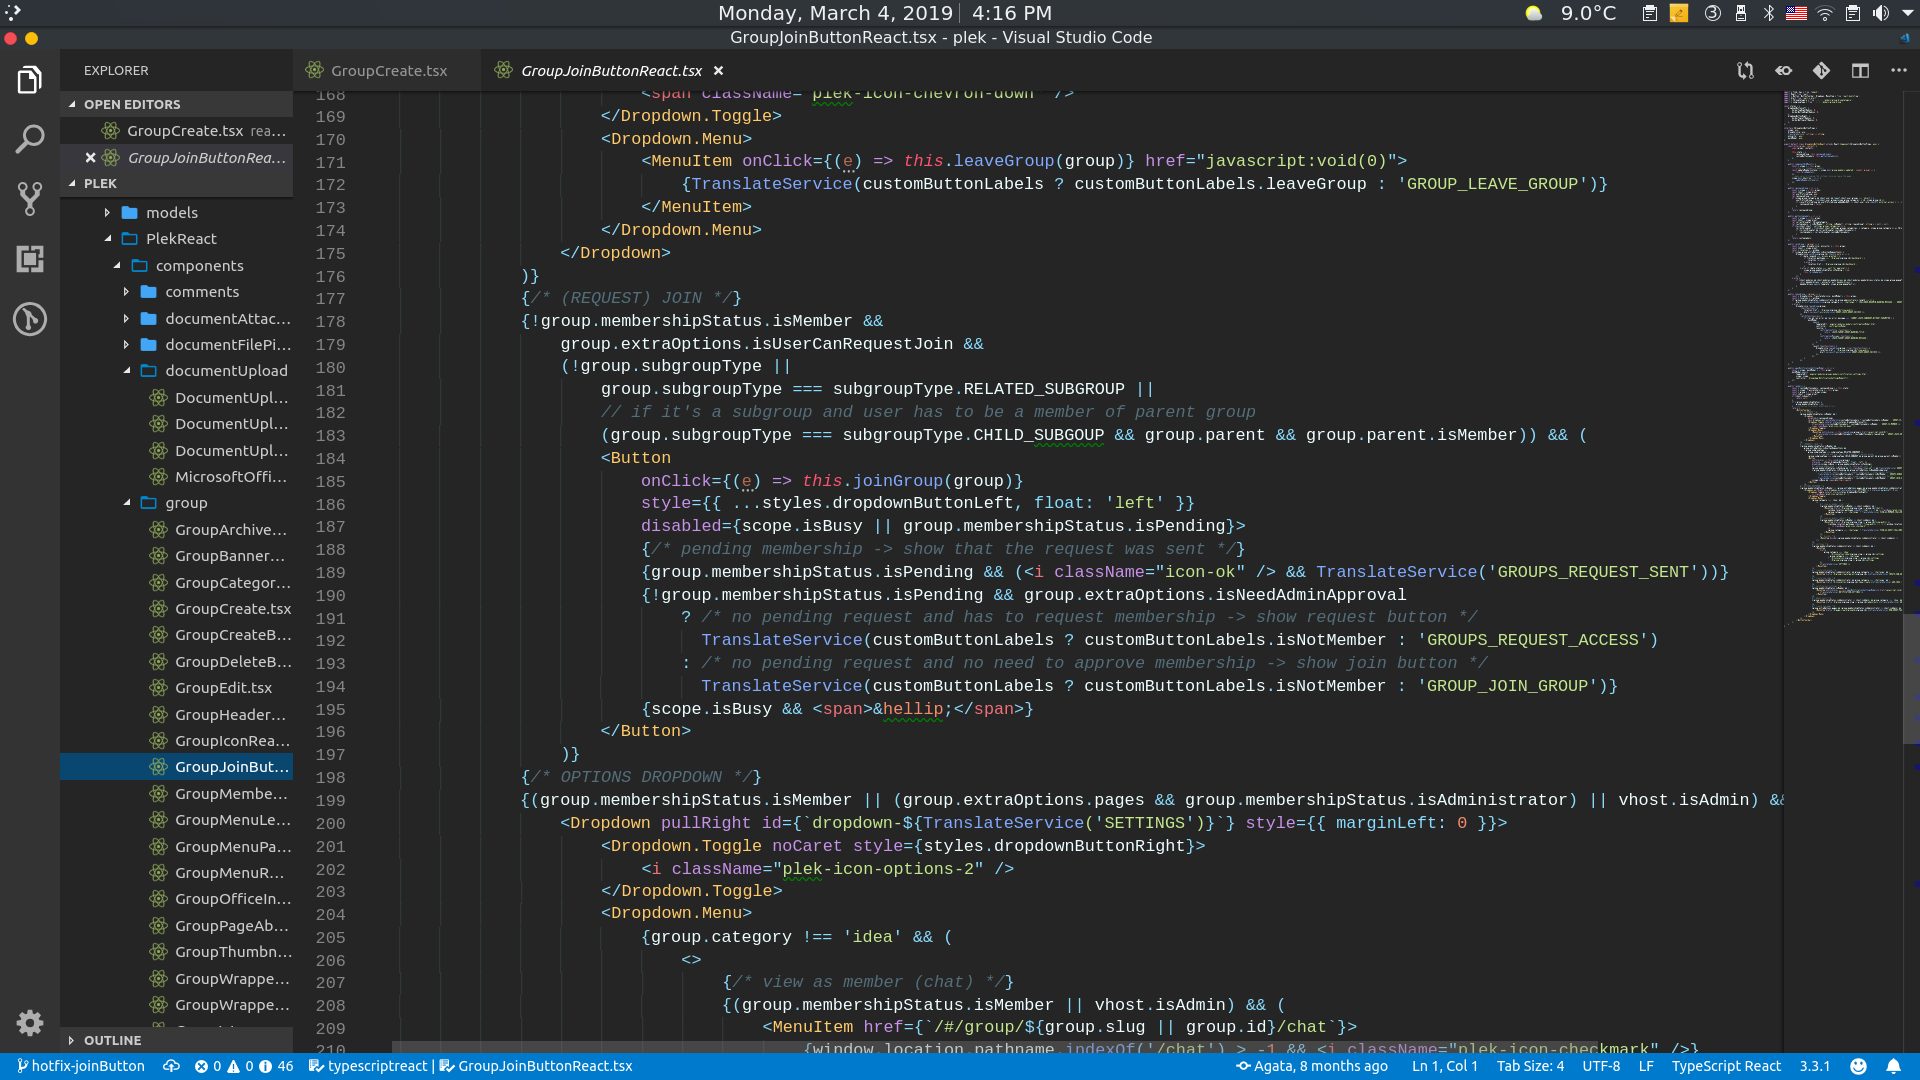 Monday, March 4, 2019 | 4:16 PM
9.0°C
GroupJoinButtonReact.tsx - plek - Visual Studio Code
EXPLORER
OPEN EDITORS
GroupCreate.tsx rea...
GroupJoinButtonRea...
PLEK
models
PlekReact
components
comments
documentAttac...
documentFilePi...
documentUpload
DocumentUpl...
DocumentUpl...
DocumentUpl...
MicrosoftOffi...
group
GroupArchive...
GroupBanner...
GroupCategor...
GroupCreate.tsx
GroupCreateB...
GroupDeleteB...
GroupEdit.tsx
GroupHeader...
GroupIconRea...
GroupJoinBut...
GroupMembe...
GroupMenuLe...
GroupMenuPa...
GroupMenuR...
GroupOfficeIn...
GroupPageAb...
GroupThumbn...
GroupWrappe...
GroupWrappe...
OUTLINE
GroupCreate.tsx
GroupJoinButtonReact.tsx
168 <span className="plek-icon-chevron-down" />
169 </Dropdown.Toggle>
170 <Dropdown.Menu>
171 <MenuItem onClick={(e) => this.leaveGroup(group)} href="javascript:void(0)">
172 {TranslateService(customButtonLabels ? customButtonLabels.leaveGroup : 'GROUP_LEAVE_GROUP')}
173 </MenuItem>
174 </Dropdown.Menu>
175 </Dropdown>
176 )}
177 {/* (REQUEST) JOIN */}
178 {!group.membershipStatus.isMember &&
179 group.extraOptions.isUserCanRequestJoin &&
180 (!group.subgroupType ||
181 group.subgroupType === subgroupType.RELATED_SUBGROUP ||
182 // if it's a subgroup and user has to be a member of parent group
183 (group.subgroupType === subgroupType.CHILD_SUBGOUP && group.parent && group.parent.isMember)) && (
184 <Button
185 onClick={(e) => this.joinGroup(group)}
186 style={{ ...styles.dropdownButtonLeft, float: 'left' }}
187 disabled={scope.isBusy || group.membershipStatus.isPending}>
188 {/* pending membership -> show that the request was sent */}
189 {group.membershipStatus.isPending && (<i className="icon-ok" /> && TranslateService('GROUPS_REQUEST_SENT'))}
190 {!group.membershipStatus.isPending && group.extraOptions.isNeedAdminApproval
191 ? /* no pending request and has to request membership -> show request button */
192 TranslateService(customButtonLabels ? customButtonLabels.isNotMember : 'GROUPS_REQUEST_ACCESS')
193 : /* no pending request and no need to approve membership -> show join button */
194 TranslateService(customButtonLabels ? customButtonLabels.isNotMember : 'GROUP_JOIN_GROUP')}
195 {scope.isBusy && <span>&hellip;</span>}
196 </Button>
197 )}
198 {/* OPTIONS DROPDOWN */}
199 {(group.membershipStatus.isMember || (group.extraOptions.pages && group.membershipStatus.isAdministrator) || vhost.isAdmin) &&
200 <Dropdown pullRight id={`dropdown-${TranslateService('SETTINGS')}`} style={{ marginLeft: 0 }}>
201 <Dropdown.Toggle noCaret style={styles.dropdownButtonRight}>
202 <i className="plek-icon-options-2" />
203 </Dropdown.Toggle>
204 <Dropdown.Menu>
205 {group.category !== 'idea' && (
206 <>
207 {/* view as member (chat) */}
208 {(group.membershipStatus.isMember || vhost.isAdmin) && (
209 <MenuItem href={`/#/group/${group.slug || group.id}/chat`}>
210 {window.location.pathname.indexOf('/chat') > -1 && <i className="plek-icon-checkmark" />}
hotfix-joinButton 0 0 46 typescriptreact | GroupJoinButtonReact.tsx Agata, 8 months ago Ln 1, Col 1 Tab Size: 4 UTF-8 LF TypeScript React 3.3.1